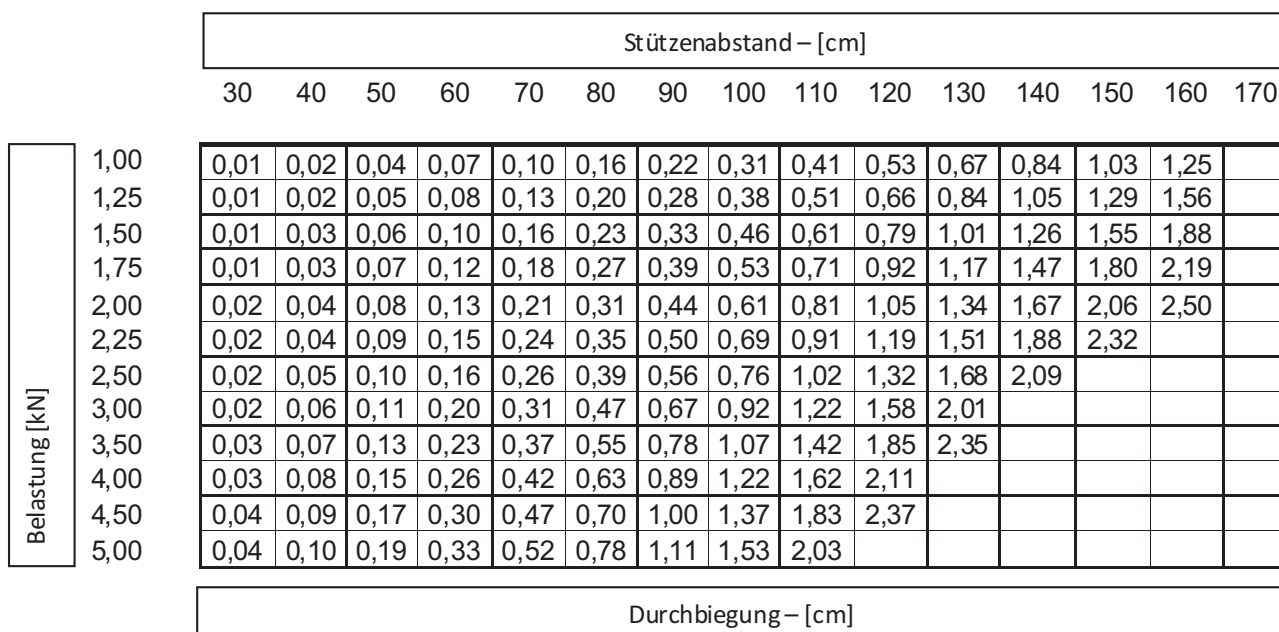 Stützenabstand – [cm]
30 40 50 60 70 80 90 100 110 120 130 140 150 160 170
Belastung [kN]
1,00 0,01 0,02 0,04 0,07 0,10 0,16 0,22 0,31 0,41 0,53 0,67 0,84 1,03 1,25
1,25 0,01 0,02 0,05 0,08 0,13 0,20 0,28 0,38 0,51 0,66 0,84 1,05 1,29 1,56
1,50 0,01 0,03 0,06 0,10 0,16 0,23 0,33 0,46 0,61 0,79 1,01 1,26 1,55 1,88
1,75 0,01 0,03 0,07 0,12 0,18 0,27 0,39 0,53 0,71 0,92 1,17 1,47 1,80 2,19
2,00 0,02 0,04 0,08 0,13 0,21 0,31 0,44 0,61 0,81 1,05 1,34 1,67 2,06 2,50
2,25 0,02 0,04 0,09 0,15 0,24 0,35 0,50 0,69 0,91 1,19 1,51 1,88 2,32
2,50 0,02 0,05 0,10 0,16 0,26 0,39 0,56 0,76 1,02 1,32 1,68 2,09
3,00 0,02 0,06 0,11 0,20 0,31 0,47 0,67 0,92 1,22 1,58 2,01
3,50 0,03 0,07 0,13 0,23 0,37 0,55 0,78 1,07 1,42 1,85 2,35
4,00 0,03 0,08 0,15 0,26 0,42 0,63 0,89 1,22 1,62 2,11
4,50 0,04 0,09 0,17 0,30 0,47 0,70 1,00 1,37 1,83 2,37
5,00 0,04 0,10 0,19 0,33 0,52 0,78 1,11 1,53 2,03
Durchbiegung – [cm]